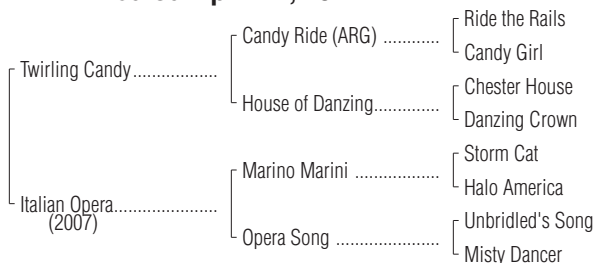 Ride the Rails
Candy Ride (ARG) ............
Candy Girl
Twirling Candy..................
Chester House
House of Danzing..............
Danzing Crown
Storm Cat
Marino Marini ..................
Halo America
Italian Opera......................
(2007)
Unbridled's Song
Opera Song ......................
Misty Dancer